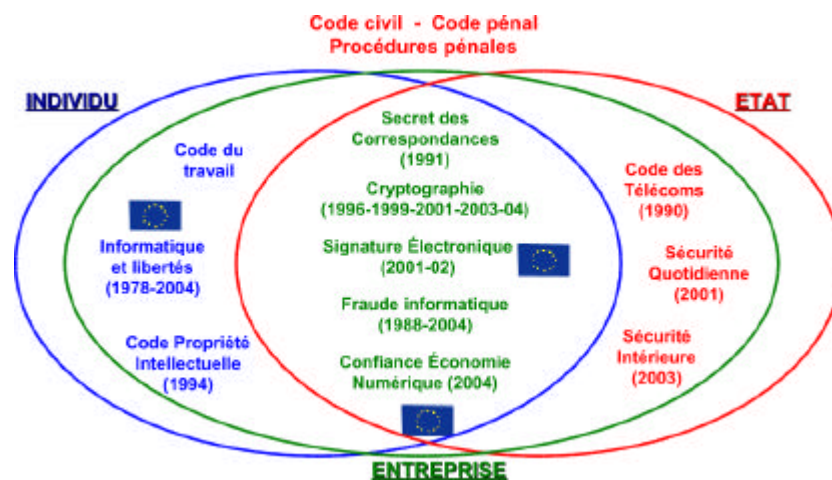 Code civil - Code pénal
Procédures pénales
INDIVIDU
ETAT
Code du
travail
Informatique
et libertés
(1978-2004)
Code Propriété
Intellectuelle
(1994)
Secret des
Correspondances
(1991)
Cryptographie
(1996-1999-2001-2003-04)
Signature Électronique
(2001-02)
Fraude informatique
(1988-2004)
Confiance Économie
Numérique (2004)
Code des
Télécoms
(1990)
Sécurité
Quotidienne
(2001)
Sécurité
Intérieure
(2003)
ENTREPRISE